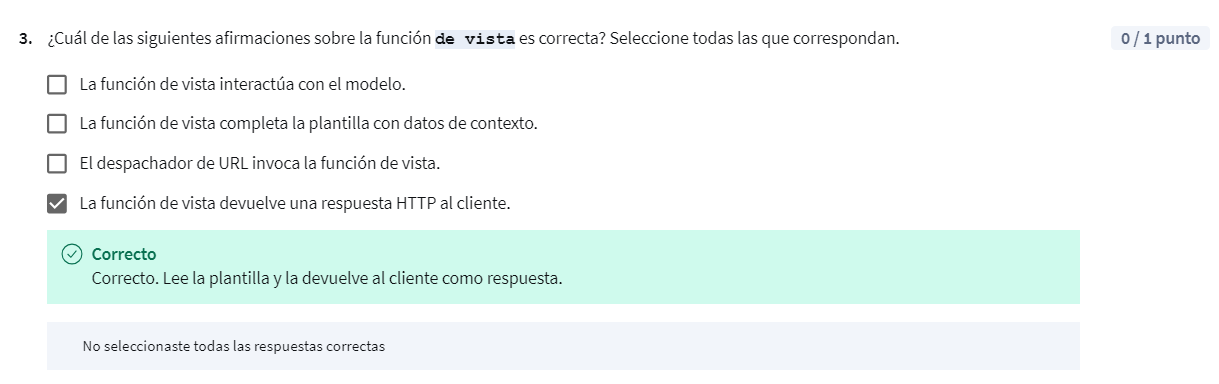 3. ¿Cuál de las siguientes afirmaciones sobre la función de vista es correcta? Seleccione todas las que correspondan. 0 / 1 punto
La función de vista interactúa con el modelo.
La función de vista completa la plantilla con datos de contexto.
El despachador de URL invoca la función de vista.
La función de vista devuelve una respuesta HTTP al cliente.
Correcto
Correcto. Lee la plantilla y la devuelve al cliente como respuesta.
No seleccionaste todas las respuestas correctas